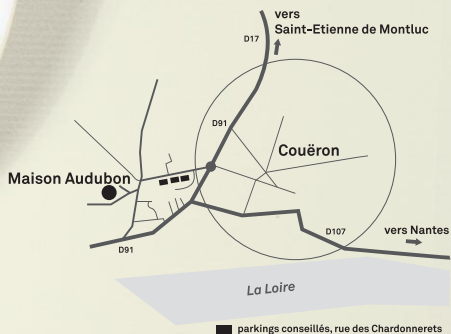 vers
Saint-Etienne de Montluc
D17
D91
Couëron
Maison Audubon
D91
D107
vers Nantes
La Loire
parkings conseillés, rue des Chardonnerets